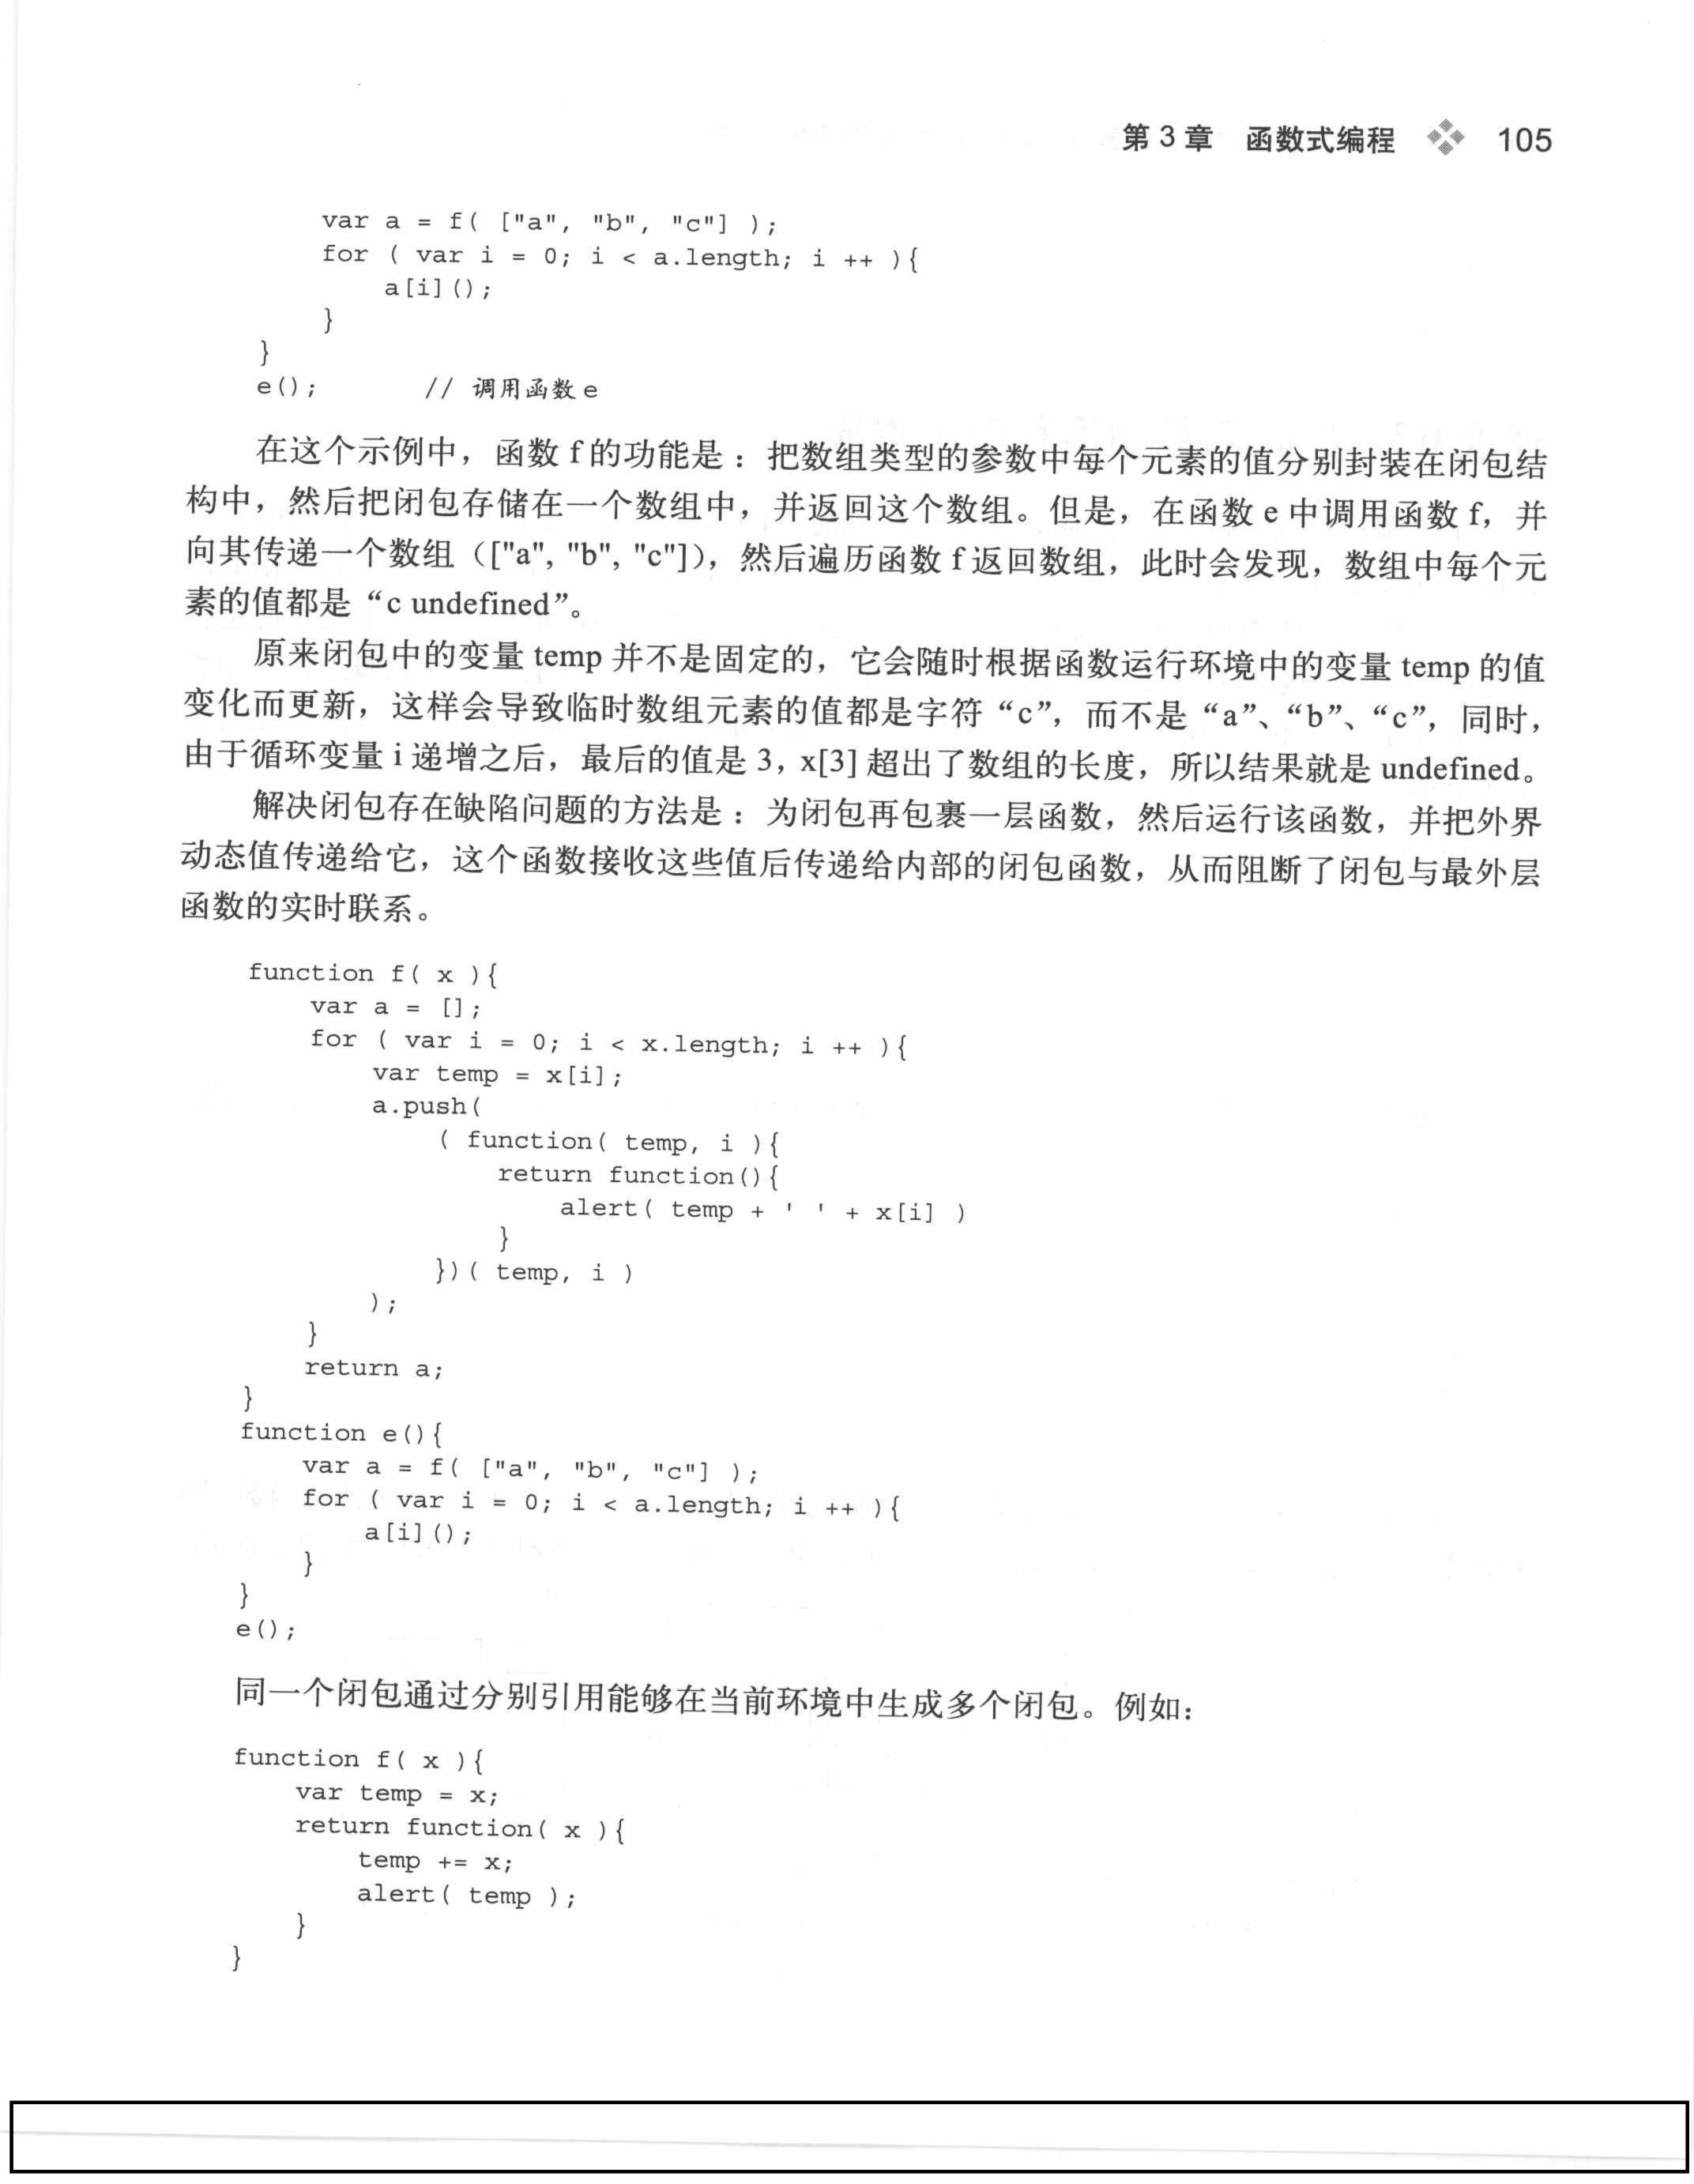 第 3 章　函数式编程　105
var a = f( ["a", "b", "c"] );
for ( var i = 0; i < a.length; i ++ ){
a[i]();
}
}
e();　　// 调用函数 e
在这个示例中，函数 f 的功能是：把数组类型的参数中每个元素的值分别封装在闭包结
构中，然后把闭包存储在一个数组中，并返回这个数组。但是，在函数 e 中调用函数 f，并
向其传递一个数组（["a", "b", "c"]），然后遍历函数 f 返回数组，此时会发现，数组中每个元
素的值都是“c undefined”。
原来闭包中的变量 temp 并不是固定的，它会随时根据函数运行环境中的变量 temp 的值
变化而更新，这样会导致临时数组元素的值都是字符“c”，而不是“a”、“b”、“c”，同时，
由于循环变量 i 递增之后，最后的值是 3，x[3] 超出了数组的长度，所以结果就是 undefined。
解决闭包存在缺陷问题的方法是：为闭包再包裹一层函数，然后运行该函数，并把外界
动态值传递给它，这个函数接收这些值后传递给内部的闭包函数，从而阻断了闭包与最外层
函数的实时联系。
function f( x ){
var a = [];
for ( var i = 0; i < x.length; i ++ ){
var temp = x[i];
a.push(
( function( temp, i ){
return function(){
alert( temp + ' ' + x[i] )
}
})( temp, i )
);
}
return a;
}
function e(){
var a = f( ["a", "b", "c"] );
for ( var i = 0; i < a.length; i ++ ){
a[i]();
}
}
e();
同一个闭包通过分别引用能够在当前环境中生成多个闭包。例如：
function f( x ){
var temp = x;
return function( x ){
temp += x;
alert( temp );
}
}